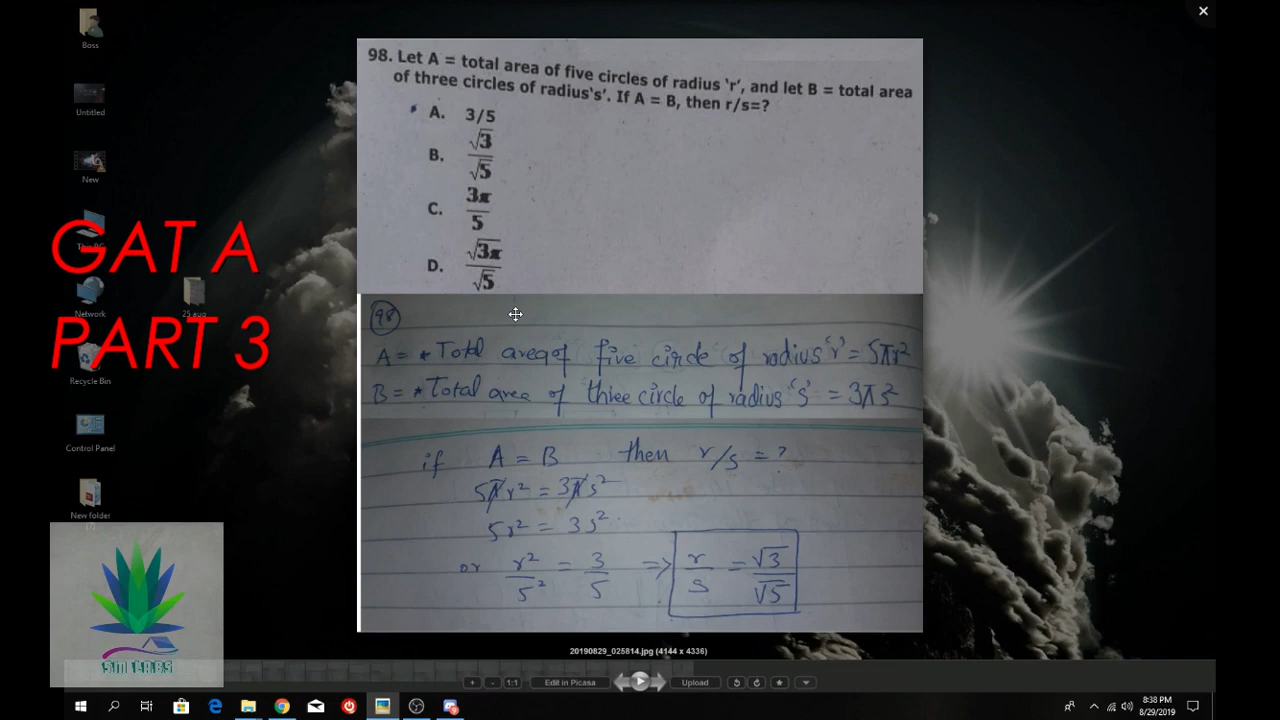 Boss
Untitled
New
GAT A
PART 3
Network
25 aug
Recycle Bin
Control Panel
New folder
SM LABS
98. Let A = total area of five circles of radius 'r', and let B = total area
of three circles of radius's'. If A = B, then r/s=?
A. 3/5
B. √3/√5
C. 3π/5
D. √3π/√5
98
A = * Total area of five circle of radius 'r' = 5πr²
B = * Total area of three circle of radius 's' = 3πs²
if A = B then r/s = ?
5πr² = 3πs²
5r² = 3s²
or r²/s² = 3/5 => r/s = √3/√5
20190829_025814.jpg (4144 x 4336)
1:1 Edit in Picasa Upload
8:38 PM
8/29/2019